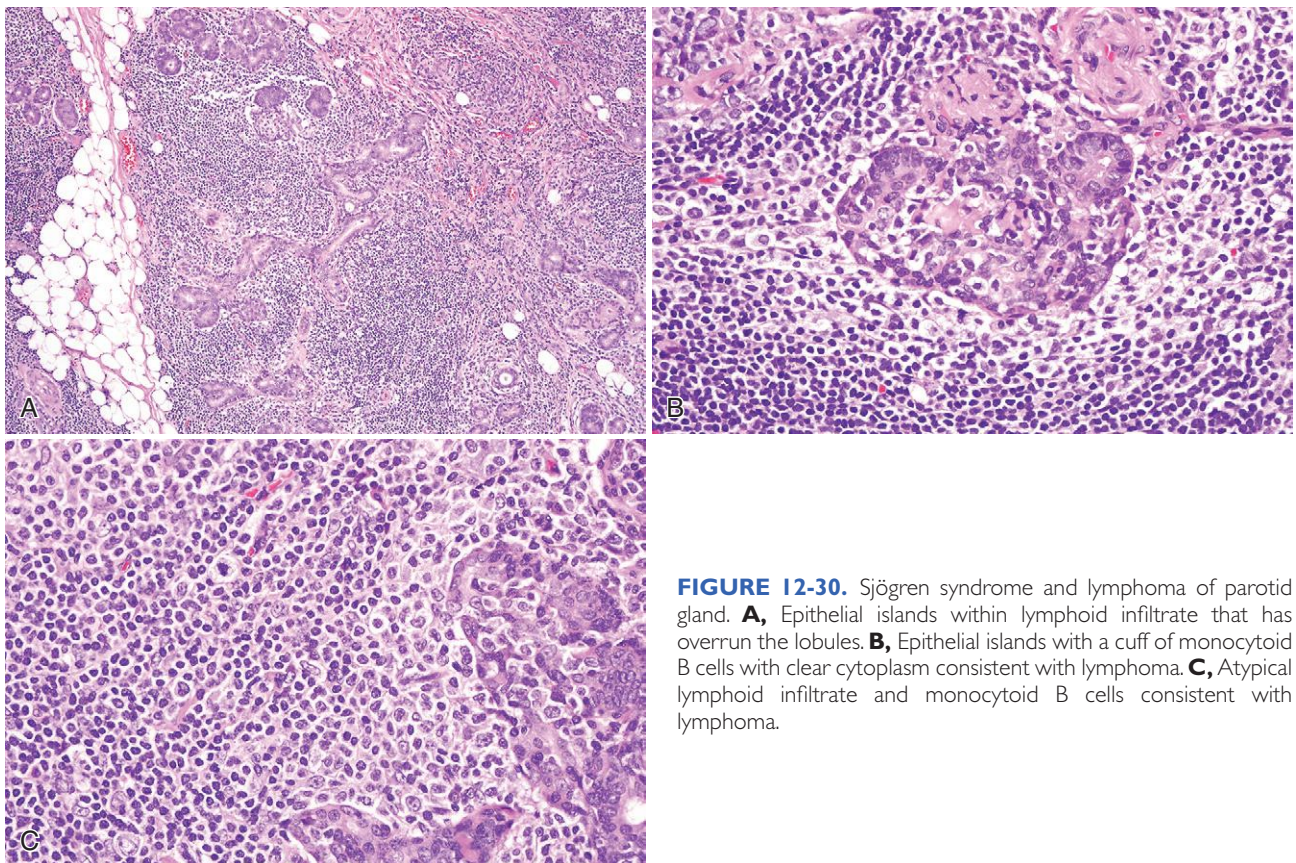 A
B
C
FIGURE 12-30. Sjögren syndrome and lymphoma of parotid
gland. A, Epithelial islands within lymphoid infiltrate that has
overrun the lobules. B, Epithelial islands with a cuff of monocytoid
B cells with clear cytoplasm consistent with lymphoma. C, Atypical
lymphoid infiltrate and monocytoid B cells consistent with
lymphoma.